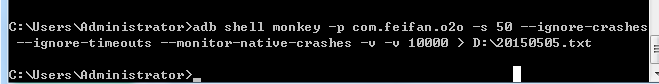 C:\Users\Administrator>adb shell monkey -p com.feifan.o2o -s 50 --ignore-crashes
 --ignore-timeouts --monitor-native-crashes -v -v 10000 > D:\20150505.txt
C:\Users\Administrator>_